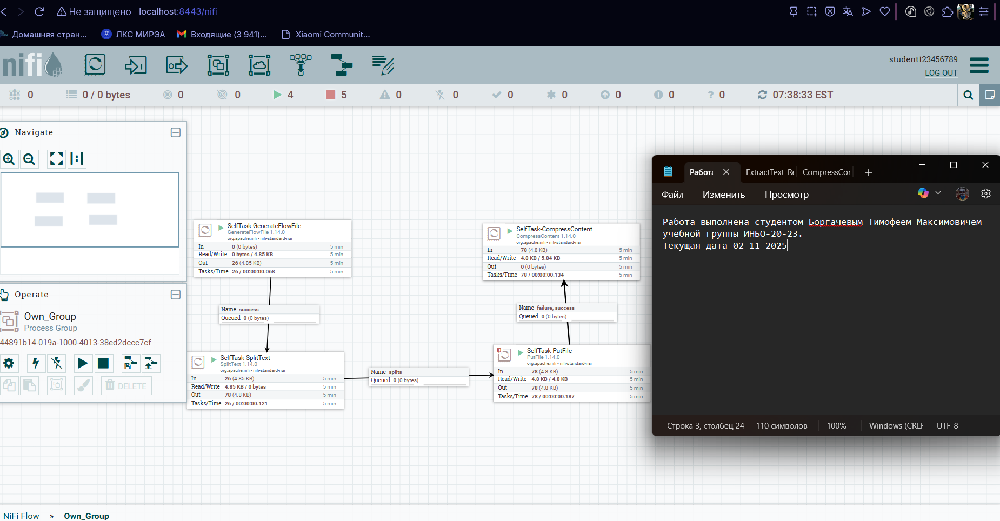 Не защищено localhost:8443/nifi
Домашняя стран... ЛКС МИРЭА Входящие (3 941)... Xiaomi Communit...
nifi
student123456789
LOG OUT
0 0 / 0 bytes 0 0 4 5 0 0 0 0 0 0 ? 0 07:38:33 EST
Navigate
Operate
Own_Group
Process Group
44891b14-019a-1000-4013-38ed2dccc7cf
DELETE
SelfTask-GenerateFlowFile
GenerateFlowFile 1.14.0
org.apache.nifi - nifi-standard-nar
In 0 (0 bytes) 5 min
Read/Write 0 bytes / 4.85 KB 5 min
Out 26 (4.85 KB) 5 min
Tasks/Time 26 / 00:00:00.068 5 min
Name success
Queued 0 (0 bytes)
SelfTask-SplitText
SplitText 1.14.0
org.apache.nifi - nifi-standard-nar
In 26 (4.85 KB) 5 min
Read/Write 4.85 KB / 0 bytes 5 min
Out 78 (4.8 KB) 5 min
Tasks/Time 26 / 00:00:00.121 5 min
Name splits
Queued 0 (0 bytes)
SelfTask-CompressContent
CompressContent 1.14.0
org.apache.nifi - nifi-standard-nar
In 78 (4.8 KB) 5 min
Read/Write 4.8 KB / 5.84 KB 5 min
Out 0 (0 bytes) 5 min
Tasks/Time 78 / 00:00:00.134 5 min
Name failure, success
Queued 0 (0 bytes)
SelfTask-PutFile
PutFile 1.14.0
org.apache.nifi - nifi-standard-nar
In 78 (4.8 KB) 5 min
Read/Write 4.8 KB / 4.8 KB 5 min
Out 78 (4.8 KB) 5 min
Tasks/Time 78 / 00:00:00.187 5 min
Работа ExtractText_Re CompressCor
Файл Изменить Просмотр
Работа выполнена студентом Боргачевым Тимофеем Максимовичем
учебной группы ИНБО-20-23.
Текущая дата 02-11-2025
Строка 3, столбец 24 110 символов 100% Windows (CRLF UTF-8
NiFi Flow » Own_Group